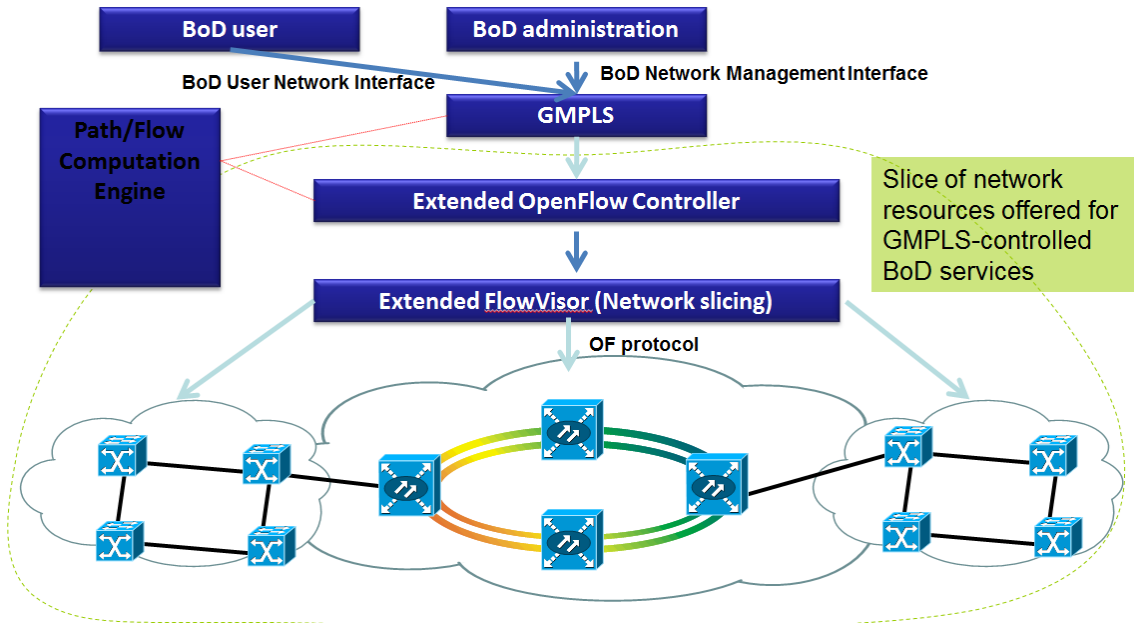 BoD user
BoD administration
BoD User Network Interface
BoD Network Management Interface
GMPLS
Path/Flow
Computation
Engine
Extended OpenFlow Controller
Slice of network
resources offered for
GMPLS-controlled
BoD services
Extended FlowVisor (Network slicing)
OF protocol